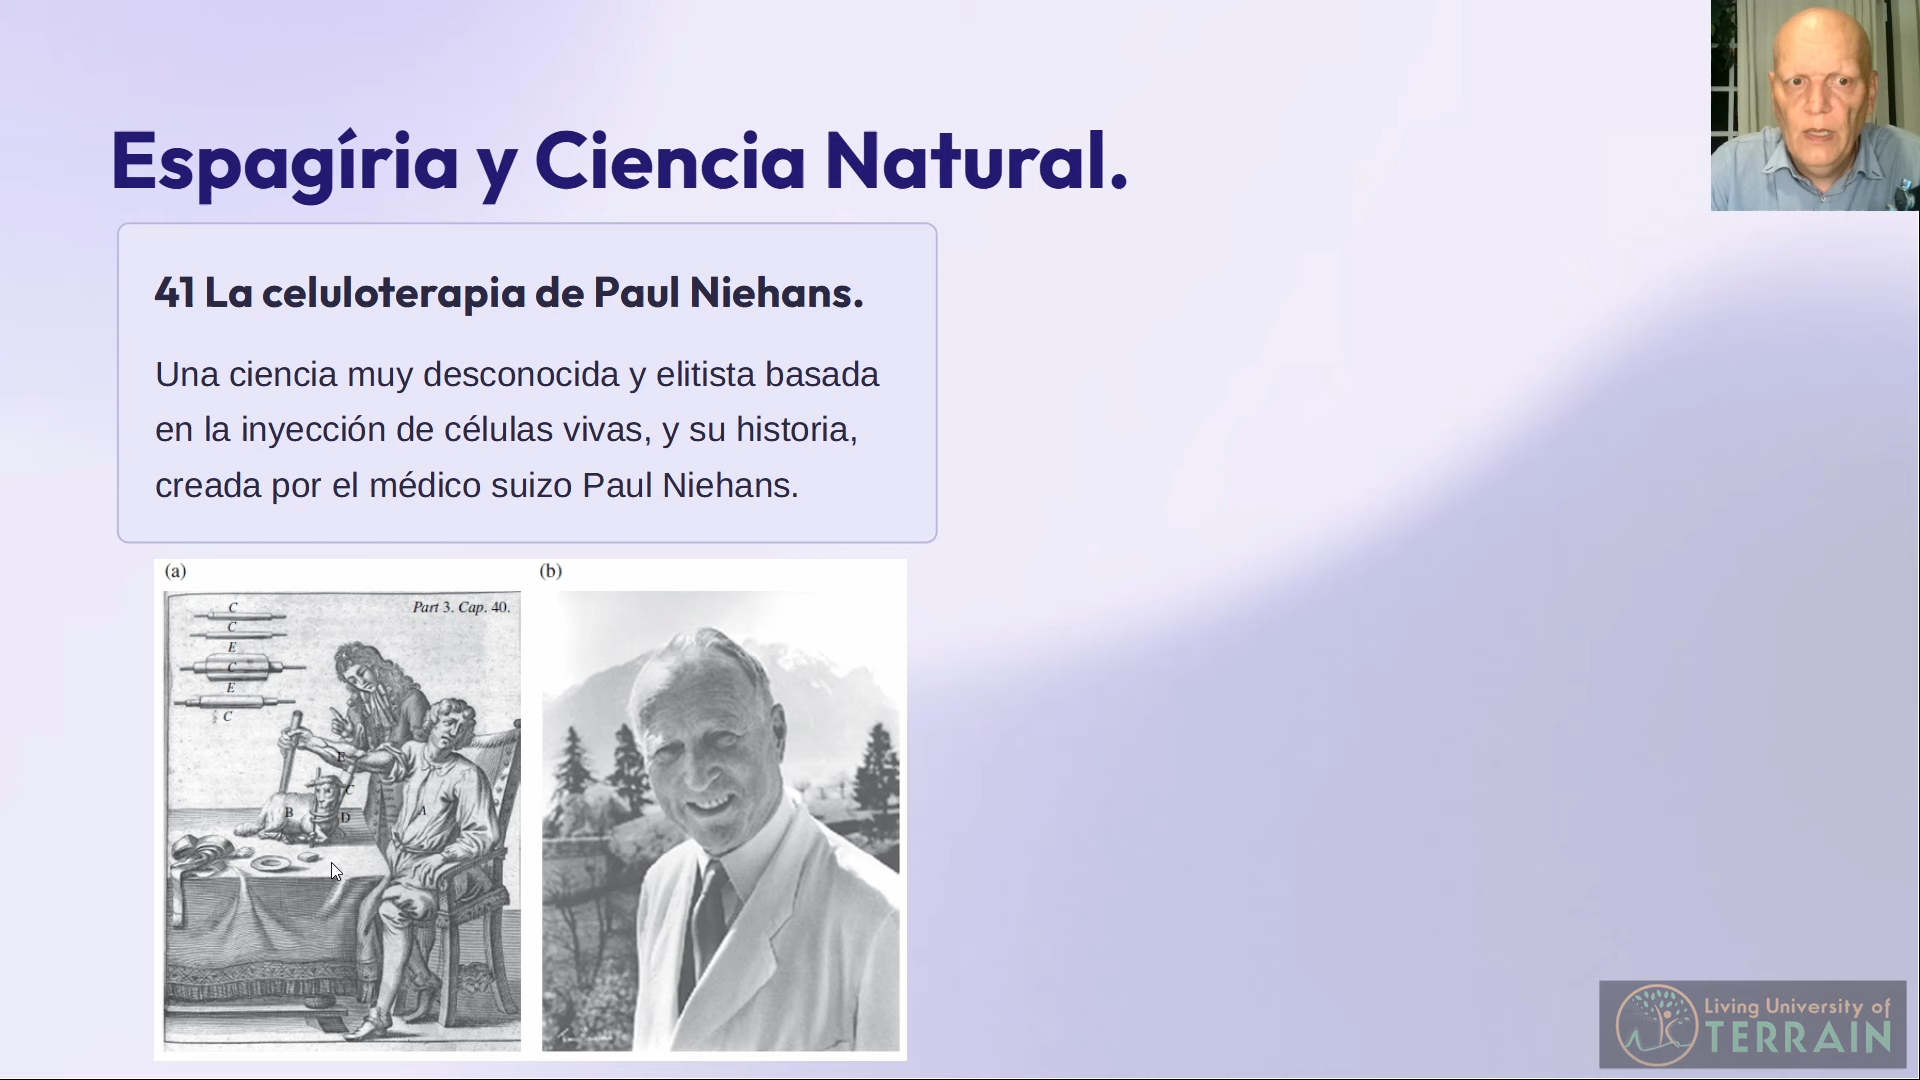 Espagíria y Ciencia Natural.
41 La celuloterapia de Paul Niehans.
Una ciencia muy desconocida y elitista basada
en la inyección de células vivas, y su historia,
creada por el médico suizo Paul Niehans.
(a)
(b)
Part 3. Cap. 40.
C
C
E
C
E
C
E
C
B
D
A
Living University of
TERRAIN